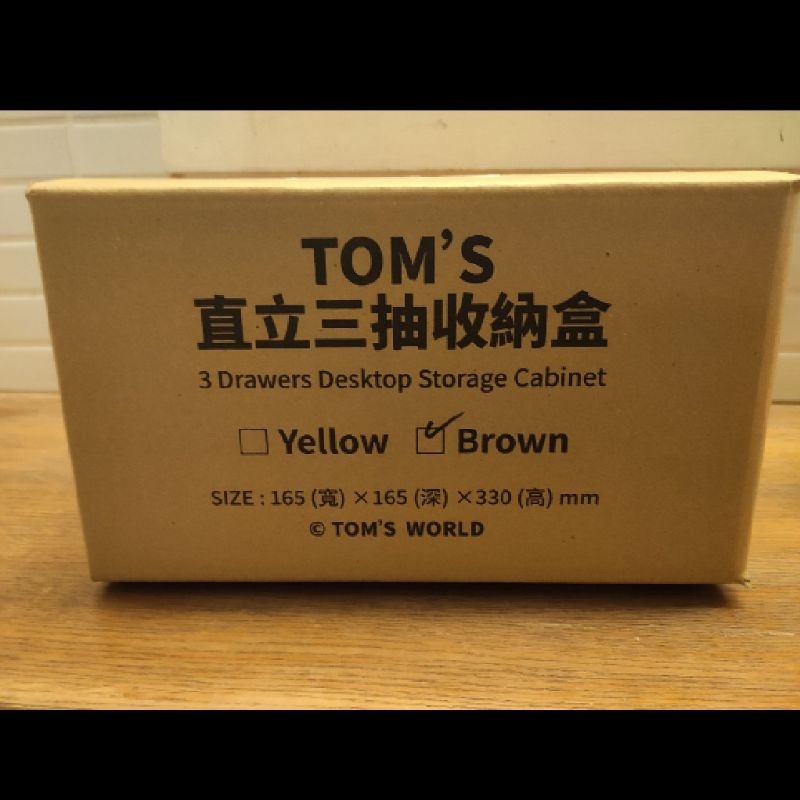 TOM'S
直立三抽收納盒
3 Drawers Desktop Storage Cabinet
☐ Yellow ☑ Brown
SIZE : 165 (寬) ×165 (深) ×330 (高) mm
© TOM'S WORLD